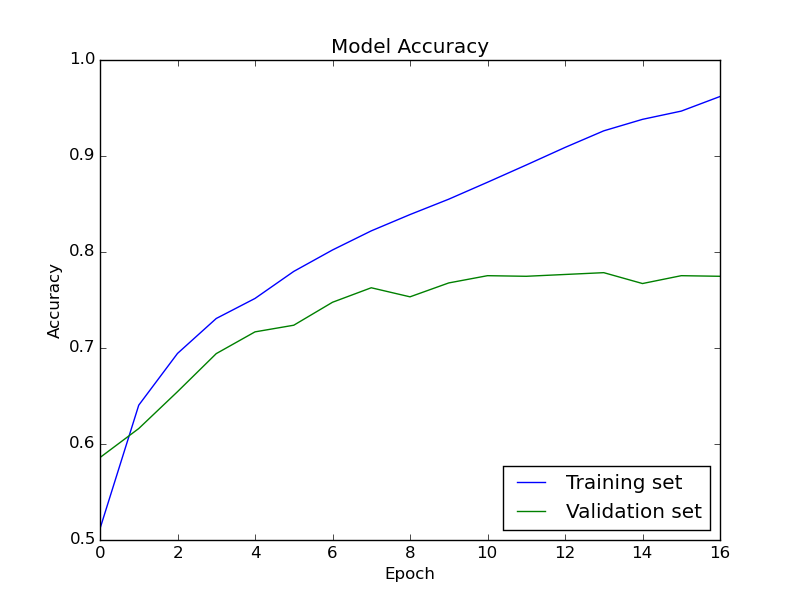 Model Accuracy
1.0
0.9
0.8
0.7
0.6
0.5
Accuracy
0 2 4 6 8 10 12 14 16
Epoch
Training set
Validation set